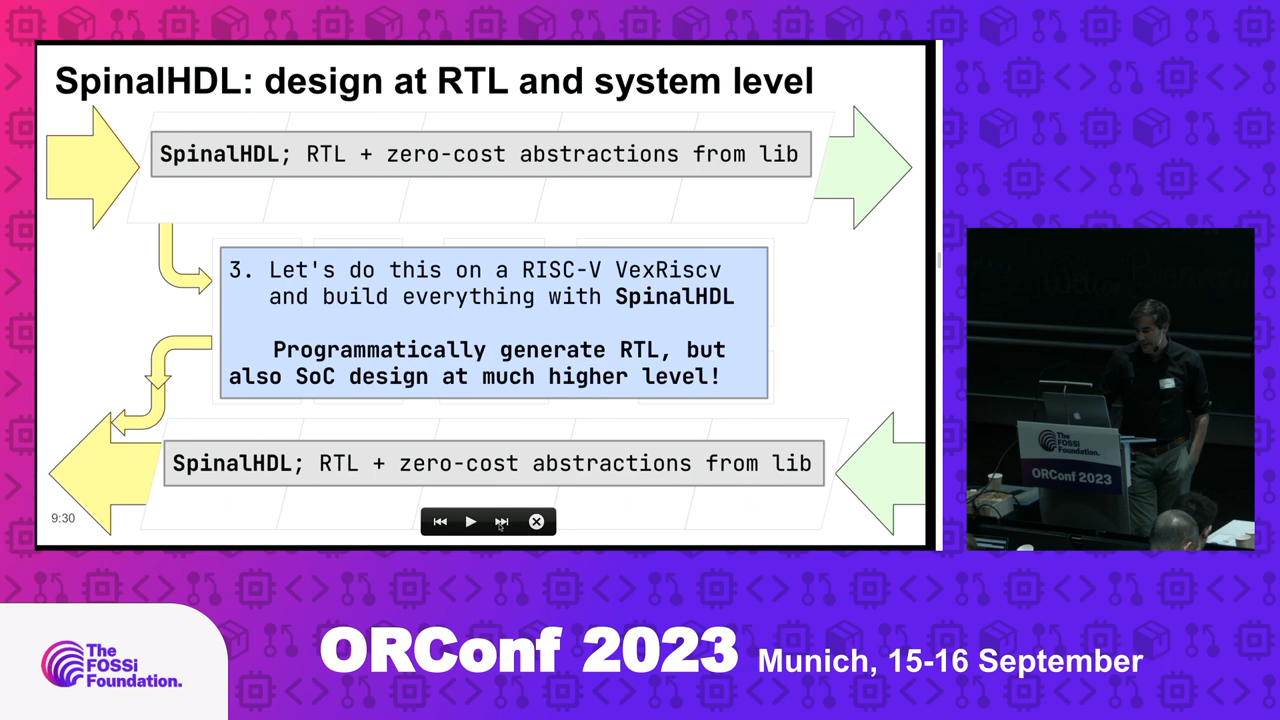 SpinalHDL: design at RTL and system level
SpinalHDL; RTL + zero-cost abstractions from lib
3. Let's do this on a RISC-V VexRiscv
and build everything with SpinalHDL
Programmatically generate RTL, but
also SoC design at much higher level!
SpinalHDL; RTL + zero-cost abstractions from lib
9:30
The
FOSSi
Foundation.
ORConf 2023
The
FOSSi
Foundation.
ORConf 2023
Munich, 15-16 September